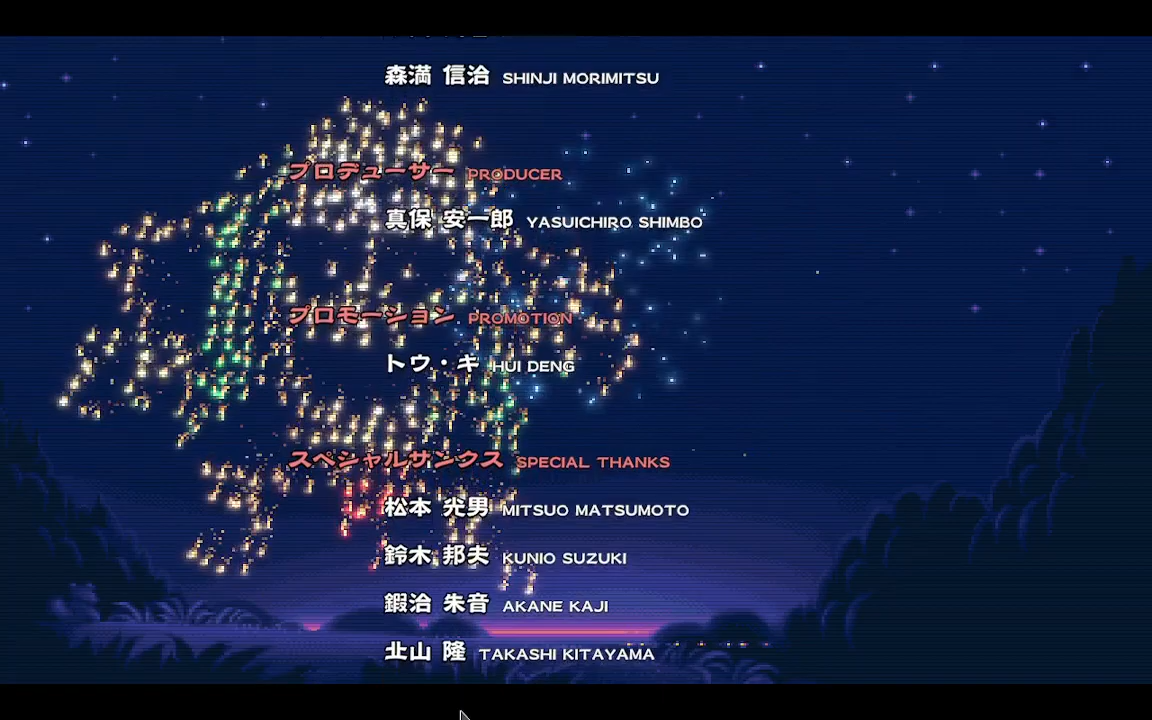 森満 信治 SHINJI MORIMITSU
プロデューサー PRODUCER
真保 安一郎 YASUICHIRO SHIMBO
プロモーション PROMOTION
トウ・キ HUI DENG
スペシャルサンクス SPECIAL THANKS
松本 光男 MITSUO MATSUMOTO
鈴木 邦夫 KUNIO SUZUKI
鍜治 朱音 AKANE KAJI
北山 隆 TAKASHI KITAYAMA